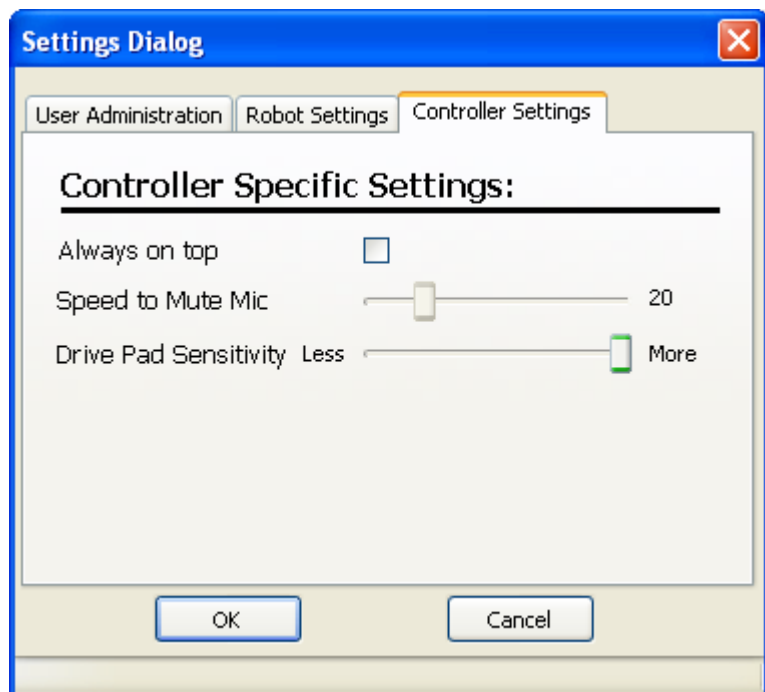 Settings Dialog
User Administration Robot Settings Controller Settings
Controller Specific Settings:
Always on top
Speed to Mute Mic 20
Drive Pad Sensitivity Less More
OK Cancel